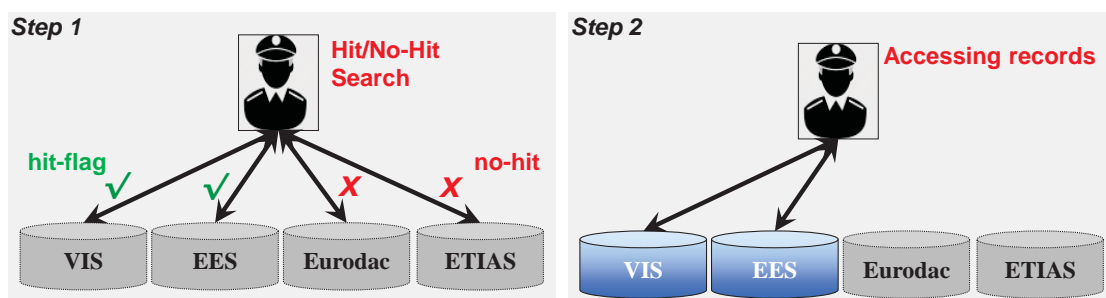 Step 1
Hit/No-Hit
Search
hit-flag
no-hit
VIS
EES
Eurodac
ETIAS
Step 2
Accessing records
VIS
EES
Eurodac
ETIAS